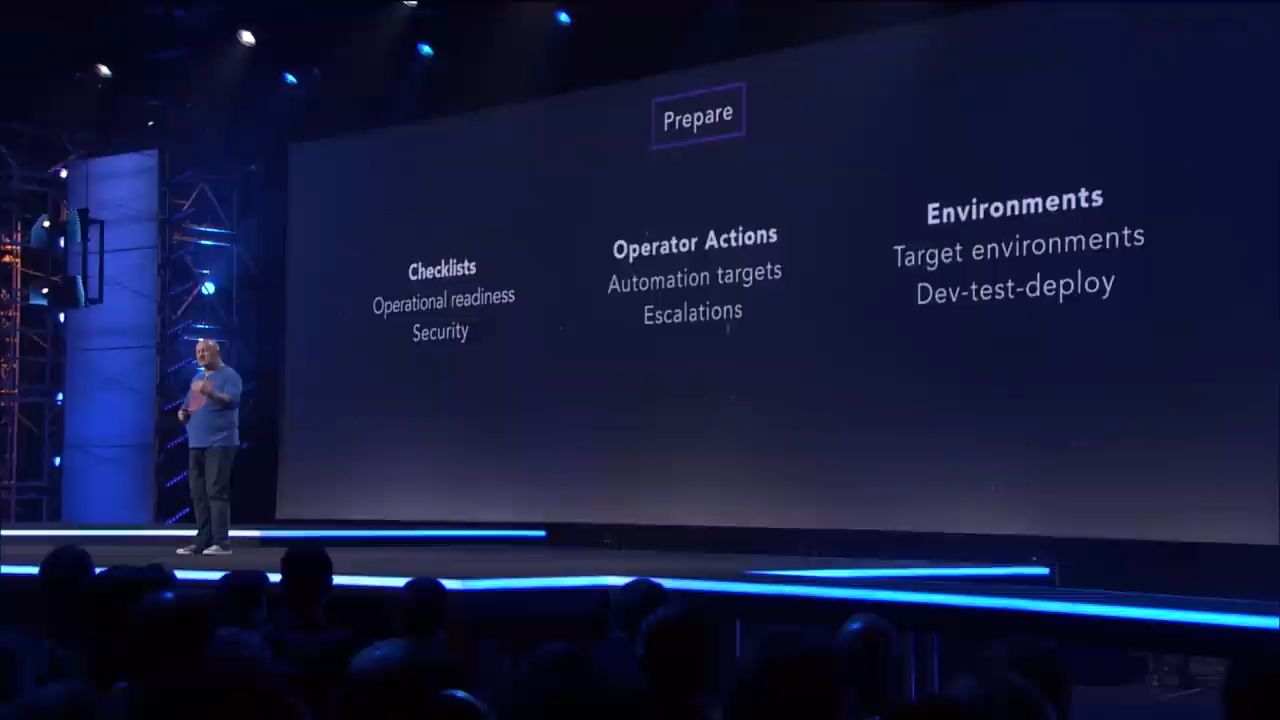 Prepare
Checklists
Operational readiness
Security
Operator Actions
Automation targets
Escalations
Environments
Target environments
Dev-test-deploy